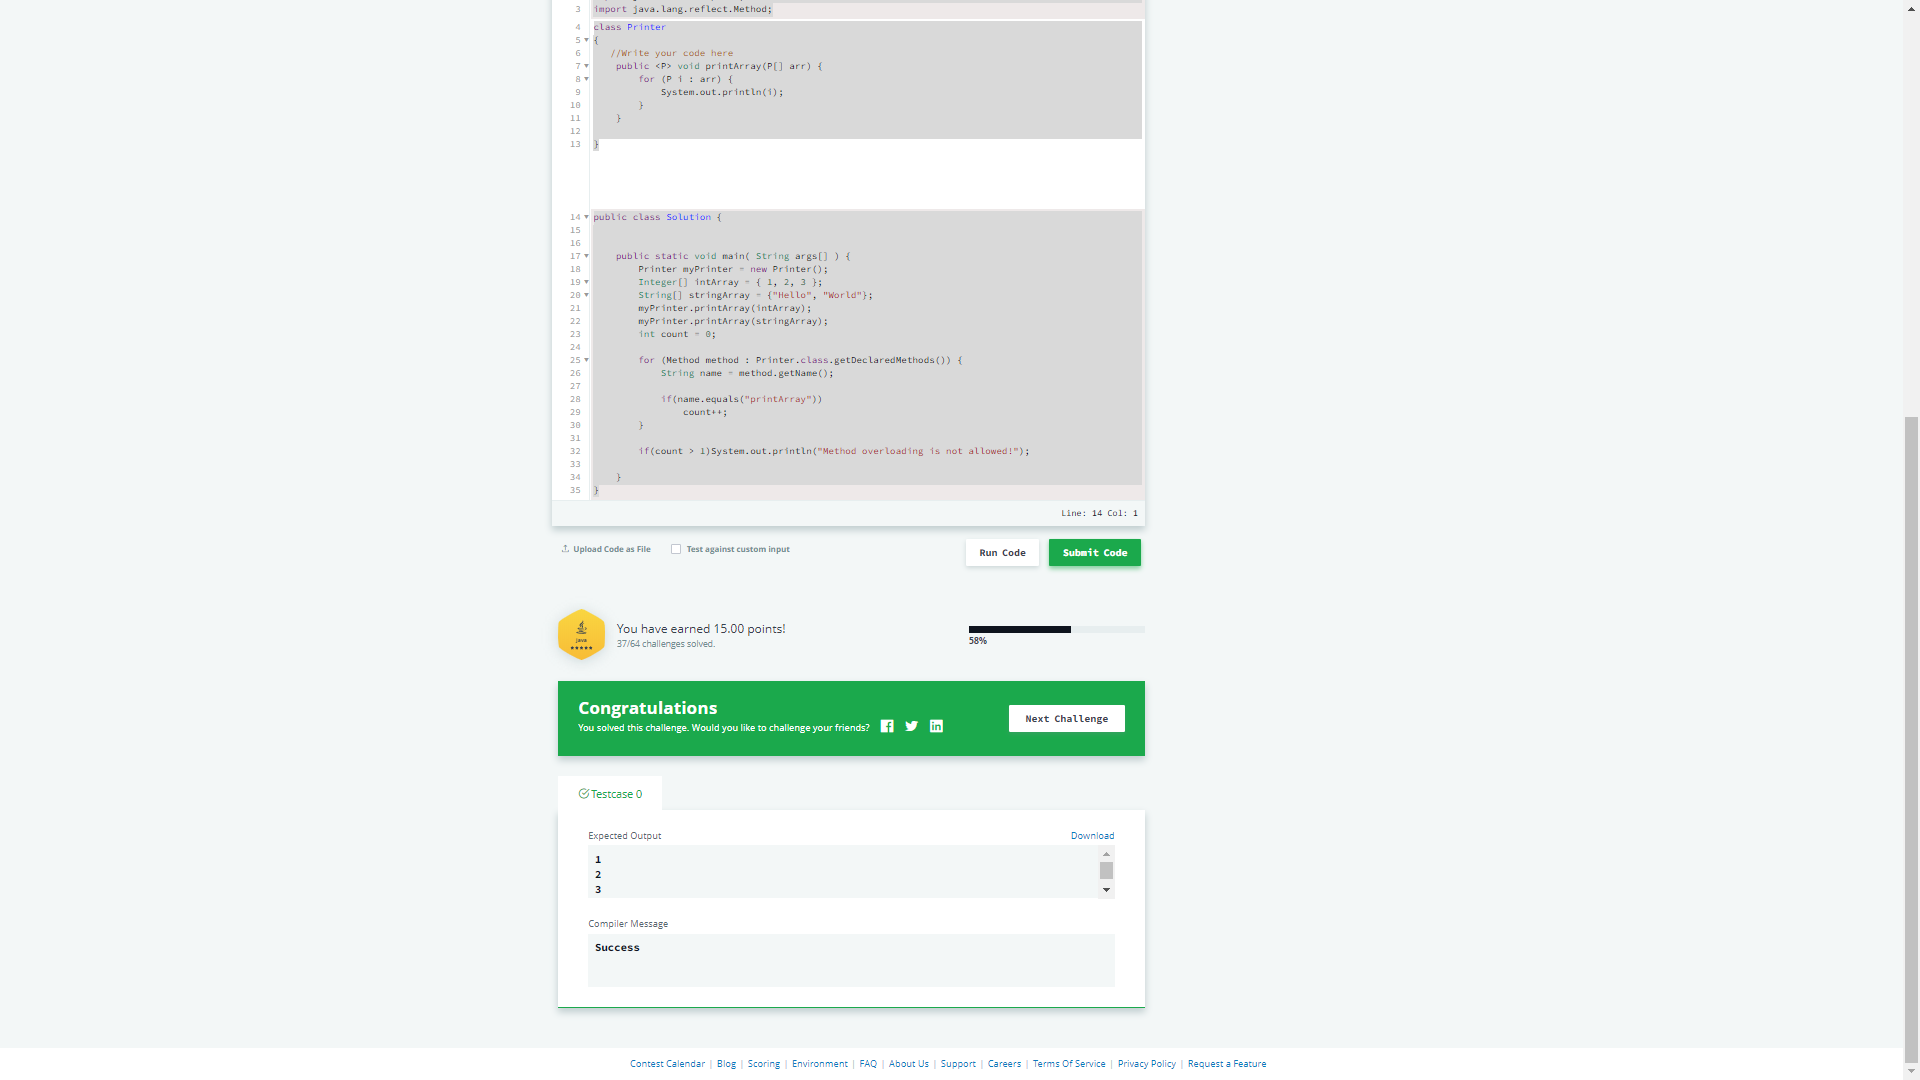 3 import java.lang.reflect.Method;
4 class Printer
5 {
6 //Write your code here
7 public <P> void printArray(P[] arr) {
8 for (P i : arr) {
9 System.out.println(i);
10 }
11 }
12
13 }
14 public class Solution {
15
16
17 public static void main( String args[] ) {
18 Printer myPrinter = new Printer();
19 Integer[] intArray = { 1, 2, 3 };
20 String[] stringArray = {"Hello", "World"};
21 myPrinter.printArray(intArray);
22 myPrinter.printArray(stringArray);
23 int count = 0;
24
25 for (Method method : Printer.class.getDeclaredMethods()) {
26 String name = method.getName();
27
28 if(name.equals("printArray"))
29 count++;
30 }
31
32 if(count > 1)System.out.println("Method overloading is not allowed!");
33
34 }
35 }
Line: 14 Col: 1
Upload Code as File Test against custom input Run Code Submit Code
java
You have earned 15.00 points!
37/64 challenges solved.
58%
Congratulations
You solved this challenge. Would you like to challenge your friends?
Next Challenge
Testcase 0
Expected Output Download
1
2
3
Compiler Message
Success
Contest Calendar | Blog | Scoring | Environment | FAQ | About Us | Support | Careers | Terms Of Service | Privacy Policy | Request a Feature